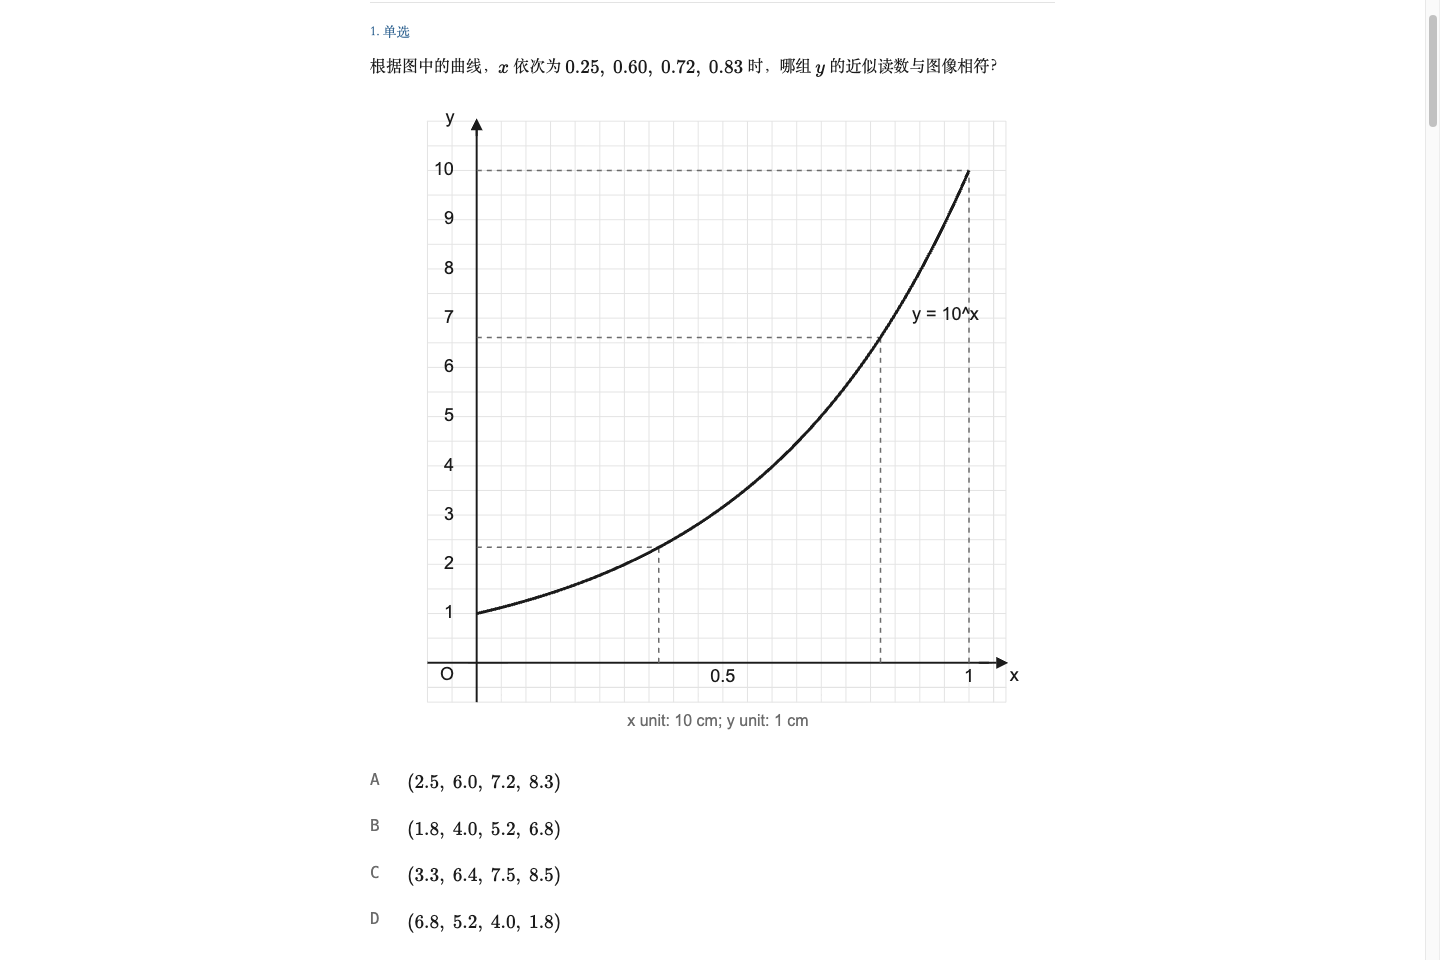 1. 单选
根据图中的曲线，x 依次为 0.25, 0.60, 0.72, 0.83 时，哪组 y 的近似读数与图像相符？
y
10
9
8
7
y = 10^x
6
5
4
3
2
1
O
0.5
1
x
x unit: 10 cm; y unit: 1 cm
A (2.5, 6.0, 7.2, 8.3)
B (1.8, 4.0, 5.2, 6.8)
C (3.3, 6.4, 7.5, 8.5)
D (6.8, 5.2, 4.0, 1.8)